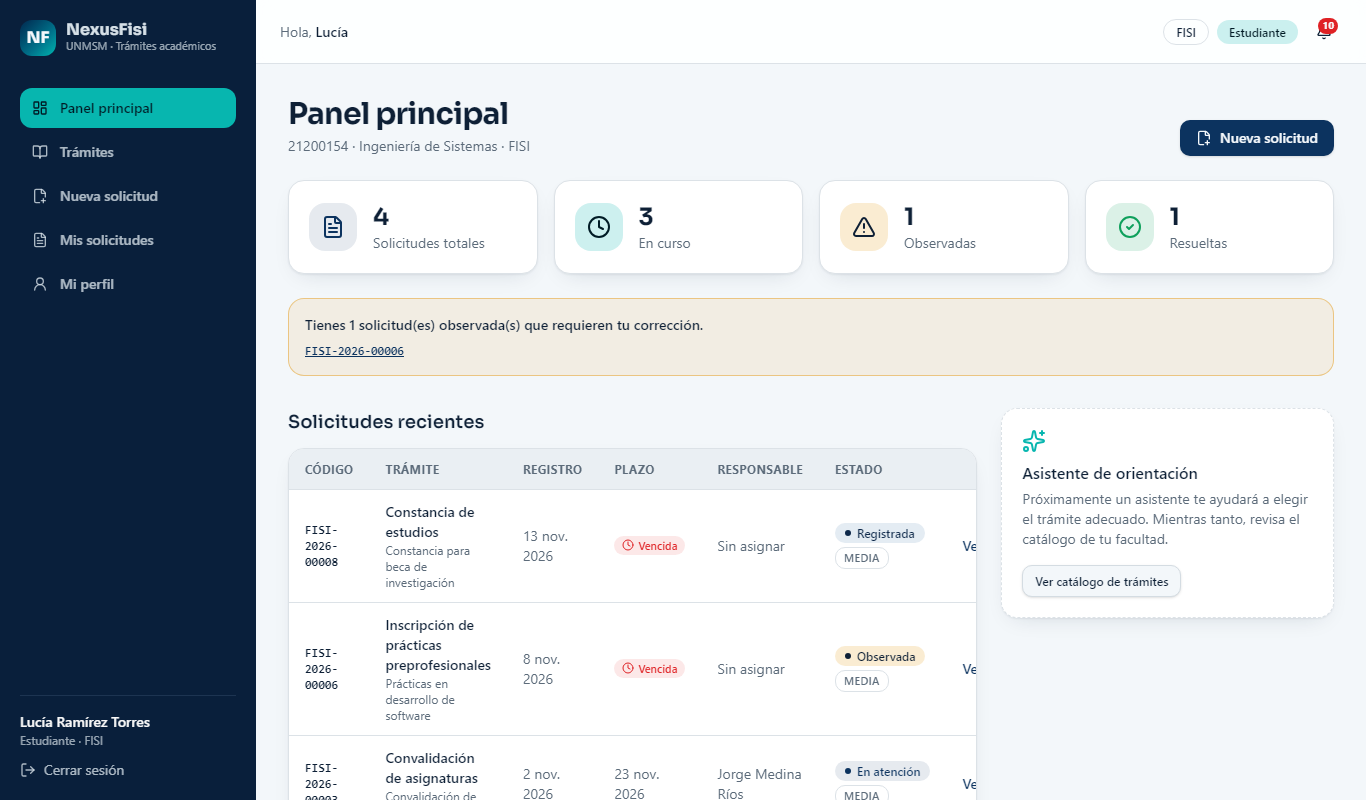 NF
NexusFisi
UNMSM · Trámites académicos
Panel principal
Trámites
Nueva solicitud
Mis solicitudes
Mi perfil
Lucía Ramírez Torres
Estudiante · FISI
Cerrar sesión
Hola, Lucía
FISI
Estudiante
10
Panel principal
21200154 · Ingeniería de Sistemas · FISI
Nueva solicitud
4
Solicitudes totales
3
En curso
1
Observadas
1
Resueltas
Tienes 1 solicitud(es) observada(s) que requieren tu corrección.
FISI-2026-00006
Solicitudes recientes
CÓDIGO TRÁMITE REGISTRO PLAZO RESPONSABLE ESTADO
FISI-
2026-
00008
Constancia de
estudios
Constancia para
beca de
investigación
13 nov.
2026
Vencida
Sin asignar
Registrada
MEDIA
Ve
FISI-
2026-
00006
Inscripción de
prácticas
preprofesionales
Prácticas en
desarrollo de
software
8 nov.
2026
Vencida
Sin asignar
Observada
MEDIA
Ve
FISI-
2026-
Convalidación
de asignaturas
Convalidación de
2 nov.
2026
23 nov.
2026
Jorge Medina
Ríos
En atención
MEDIA
Ve
Asistente de orientación
Próximamente un asistente te ayudará a elegir
el trámite adecuado. Mientras tanto, revisa el
catálogo de tu facultad.
Ver catálogo de trámites